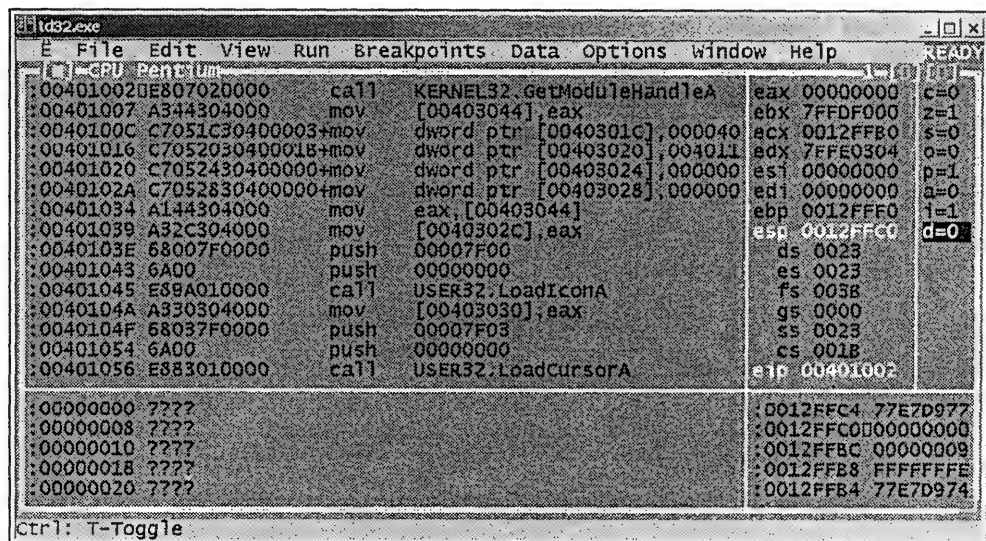 td32.exe
E File Edit View Run Breakpoints Data Options Window Help READY
CPU Pentium 1
:00401002 E807020000 call KERNEL32.GetModuleHandleA eax 00000000 c=0
:00401007 A344304000 mov [00403044],eax ebx 7FFDF000 z=1
:0040100C C7051C30400003+mov dword ptr [0040301C],000040 ecx 0012FFB0 s=0
:00401016 C705203040001B+mov dword ptr [00403020],004011 edx 7FFE0304 o=0
:00401020 C7052430400000+mov dword ptr [00403024],000000 esi 00000000 p=1
:0040102A C7052830400000+mov dword ptr [00403028],000000 edi 00000000 a=0
:00401034 A144304000 mov eax,[00403044] ebp 0012FFF0 i=1
:00401039 A32C304000 mov [0040302C],eax esp 0012FFC0 d=0
:0040103E 68007F0000 push 00007F00 ds 0023
:00401043 6A00 push 00000000 es 0023
:00401045 E89A010000 call USER32.LoadIconA fs 003B
:0040104A A330304000 mov [00403030],eax gs 0000
:0040104F 68037F0000 push 00007F03 ss 0023
:00401054 6A00 push 00000000 cs 001B
:00401056 E883010000 call USER32.LoadCursorA eip 00401002
:00000000 ???? :0012FFC4 77E7D977
:00000008 ???? :0012FFC0 00000000
:00000010 ???? :0012FFBC 00000009
:00000018 ???? :0012FFB8 FFFFFFFE
:00000020 ???? :0012FFB4 77E7D974
Ctrl: T-Toggle